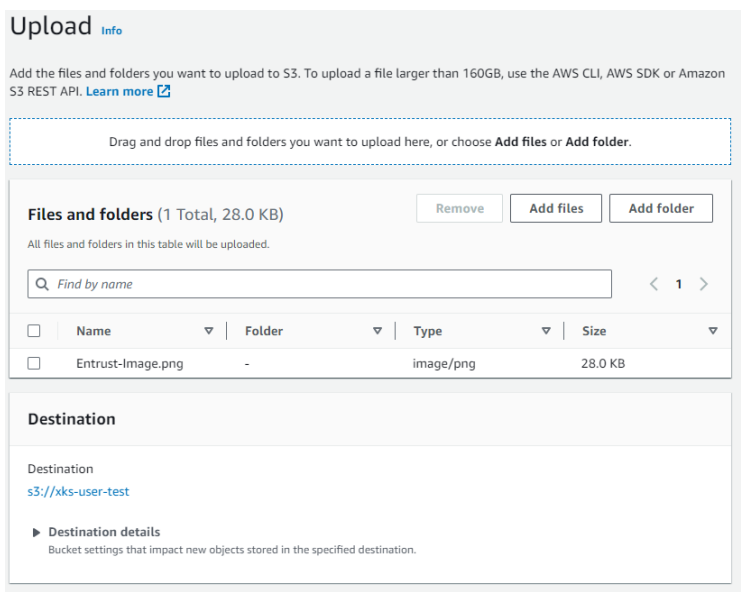 Upload Info
Add the files and folders you want to upload to S3. To upload a file larger than 160GB, use the AWS CLI, AWS SDK or Amazon
S3 REST API. Learn more
Drag and drop files and folders you want to upload here, or choose Add files or Add folder.
Files and folders (1 Total, 28.0 KB)
Remove
Add files
Add folder
All files and folders in this table will be uploaded.
Find by name
1
Name Folder Type Size
Entrust-Image.png - image/png 28.0 KB
Destination
Destination
s3://xks-user-test
Destination details
Bucket settings that impact new objects stored in the specified destination.